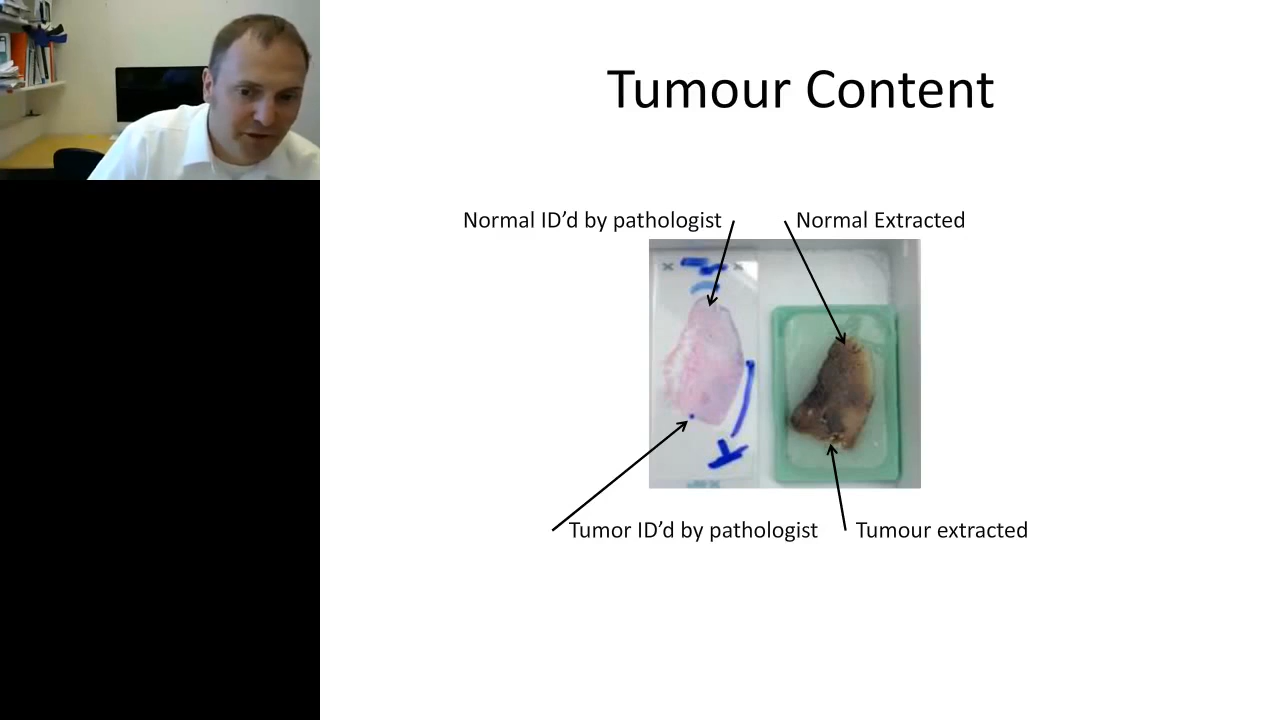 Tumour Content
Normal ID’d by pathologist
Normal Extracted
Tumor ID’d by pathologist
Tumour extracted